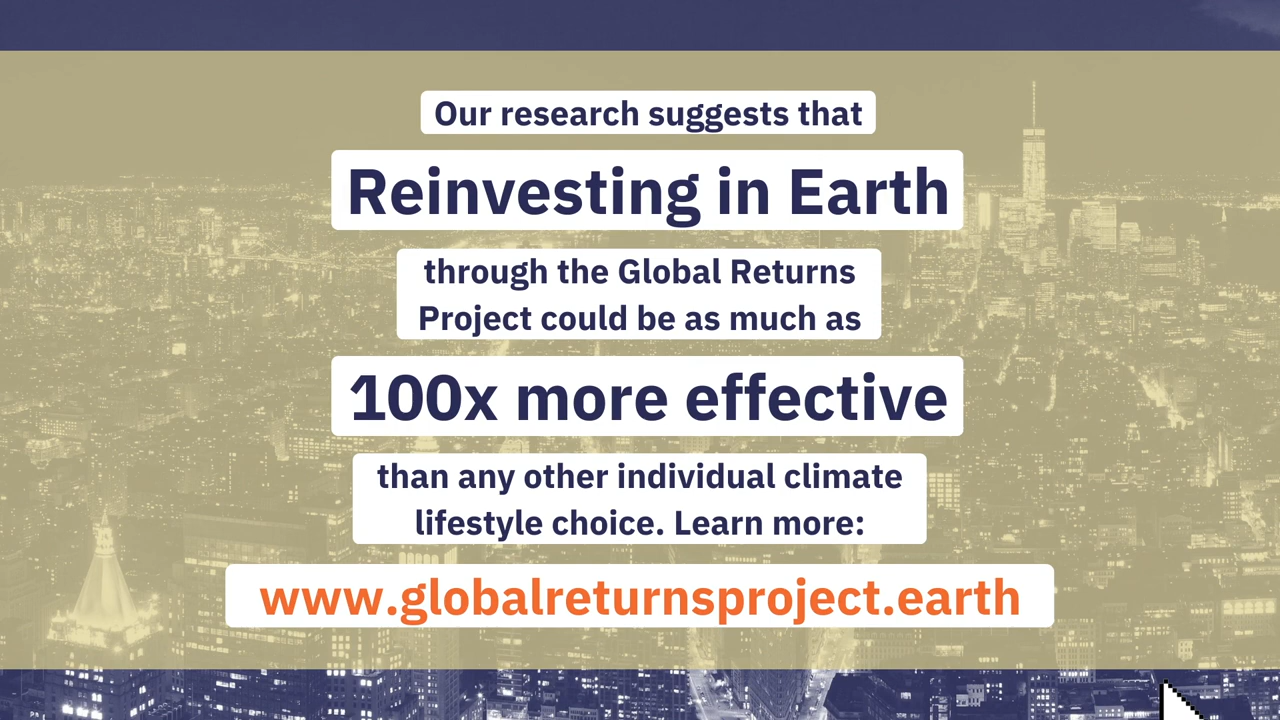 Our research suggests that
Reinvesting in Earth
through the Global Returns
Project could be as much as
100x more effective
than any other individual climate
lifestyle choice. Learn more:
www.globalreturnsproject.earth